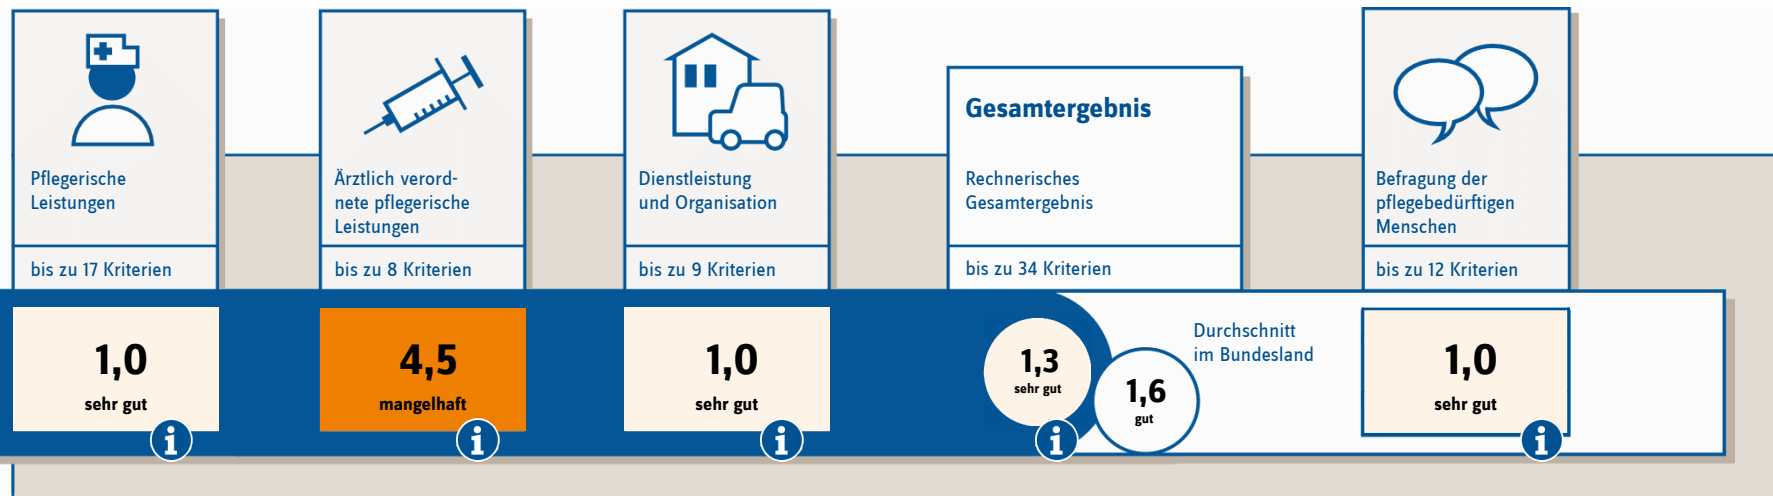 Pflegerische
Leistungen
bis zu 17 Kriterien
1,0
sehr gut
i
Ärztlich verord-
nete pflegerische
Leistungen
bis zu 8 Kriterien
4,5
mangelhaft
i
Dienstleistung
und Organisation
bis zu 9 Kriterien
1,0
sehr gut
i
Gesamtergebnis
Rechnerisches
Gesamtergebnis
bis zu 34 Kriterien
1,3
sehr gut
i
1,6
gut
Durchschnitt
im Bundesland
Befragung der
pflegebedürftigen
Menschen
bis zu 12 Kriterien
1,0
sehr gut
i